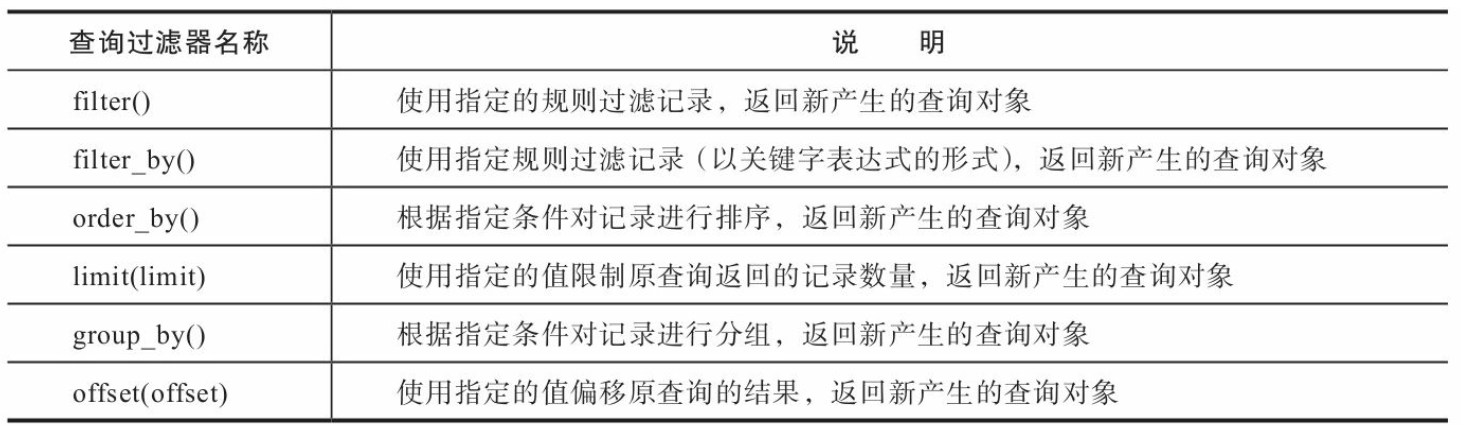 查询过滤器名称 说 明
filter() 使用指定的规则过滤记录，返回新产生的查询对象
filter_by() 使用指定规则过滤记录（以关键字表达式的形式），返回新产生的查询对象
order_by() 根据指定条件对记录进行排序，返回新产生的查询对象
limit(limit) 使用指定的值限制原查询返回的记录数量，返回新产生的查询对象
group_by() 根据指定条件对记录进行分组，返回新产生的查询对象
offset(offset) 使用指定的值偏移原查询的结果，返回新产生的查询对象